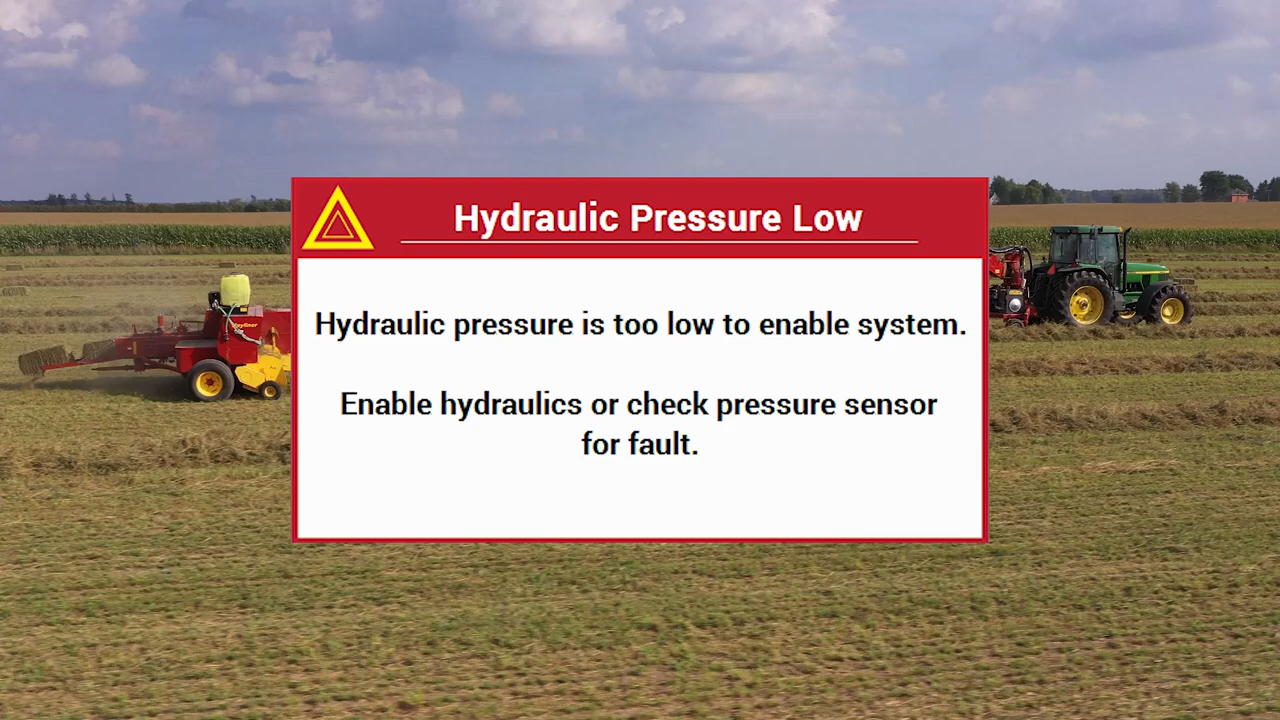 Hydraulic Pressure Low
Hydraulic pressure is too low to enable system.
Enable hydraulics or check pressure sensor
for fault.
Hayliner